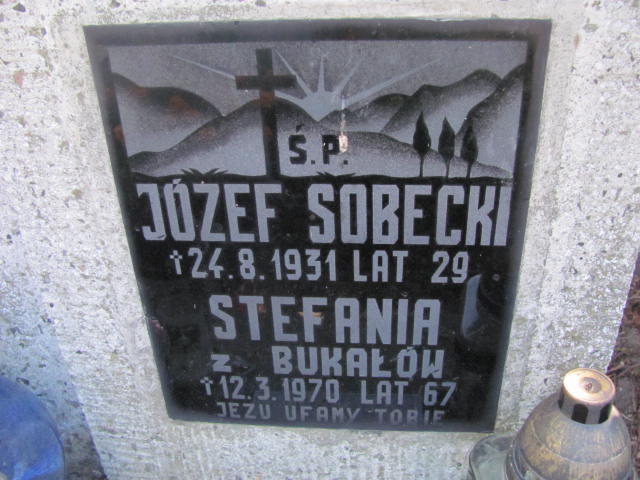 Ś.P.
JÓZEF SOBECKI
†24.8.1931 LAT 29
STEFANIA
z BUKAŁÓW
†12.3.1970 LAT 67
JEZU UFAMY TOBIE